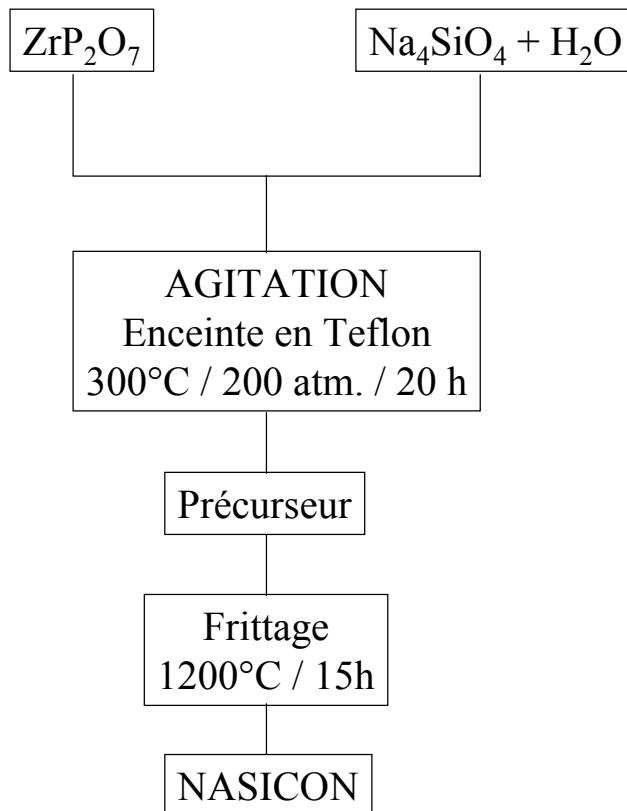 ZrP₂O₇
Na₄SiO₄ + H₂O
AGITATION
Enceinte en Teflon
300°C / 200 atm. / 20 h
Précurseur
Frittage
1200°C / 15h
NASICON